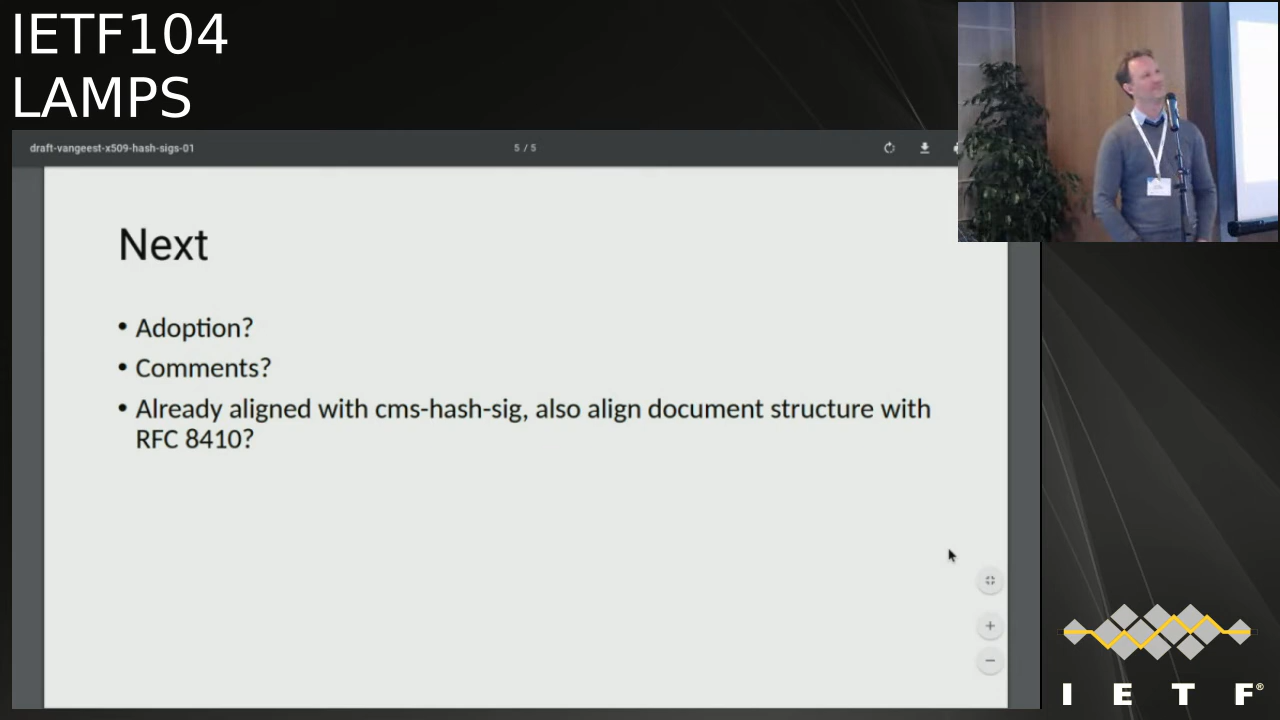 IETF104
LAMPS
draft-vangeest-x509-hash-sigs-01
5 / 5
Next
• Adoption?
• Comments?
• Already aligned with cms-hash-sig, also align document structure with
RFC 8410?
I E T F®